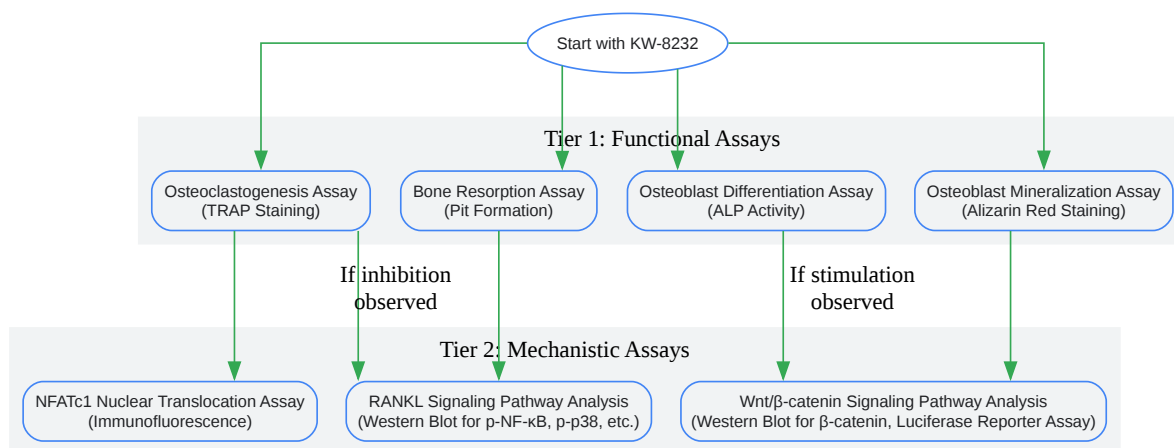 Start with KW-8232
Tier 1: Functional Assays
Osteoclastogenesis Assay
(TRAP Staining)
Bone Resorption Assay
(Pit Formation)
Osteoblast Differentiation Assay
(ALP Activity)
Osteoblast Mineralization Assay
(Alizarin Red Staining)
If inhibition
observed
If stimulation
observed
Tier 2: Mechanistic Assays
NFATc1 Nuclear Translocation Assay
(Immunofluorescence)
RANKL Signaling Pathway Analysis
(Western Blot for p-NF-κB, p-p38, etc.)
Wnt/β-catenin Signaling Pathway Analysis
(Western Blot for β-catenin, Luciferase Reporter Assay)